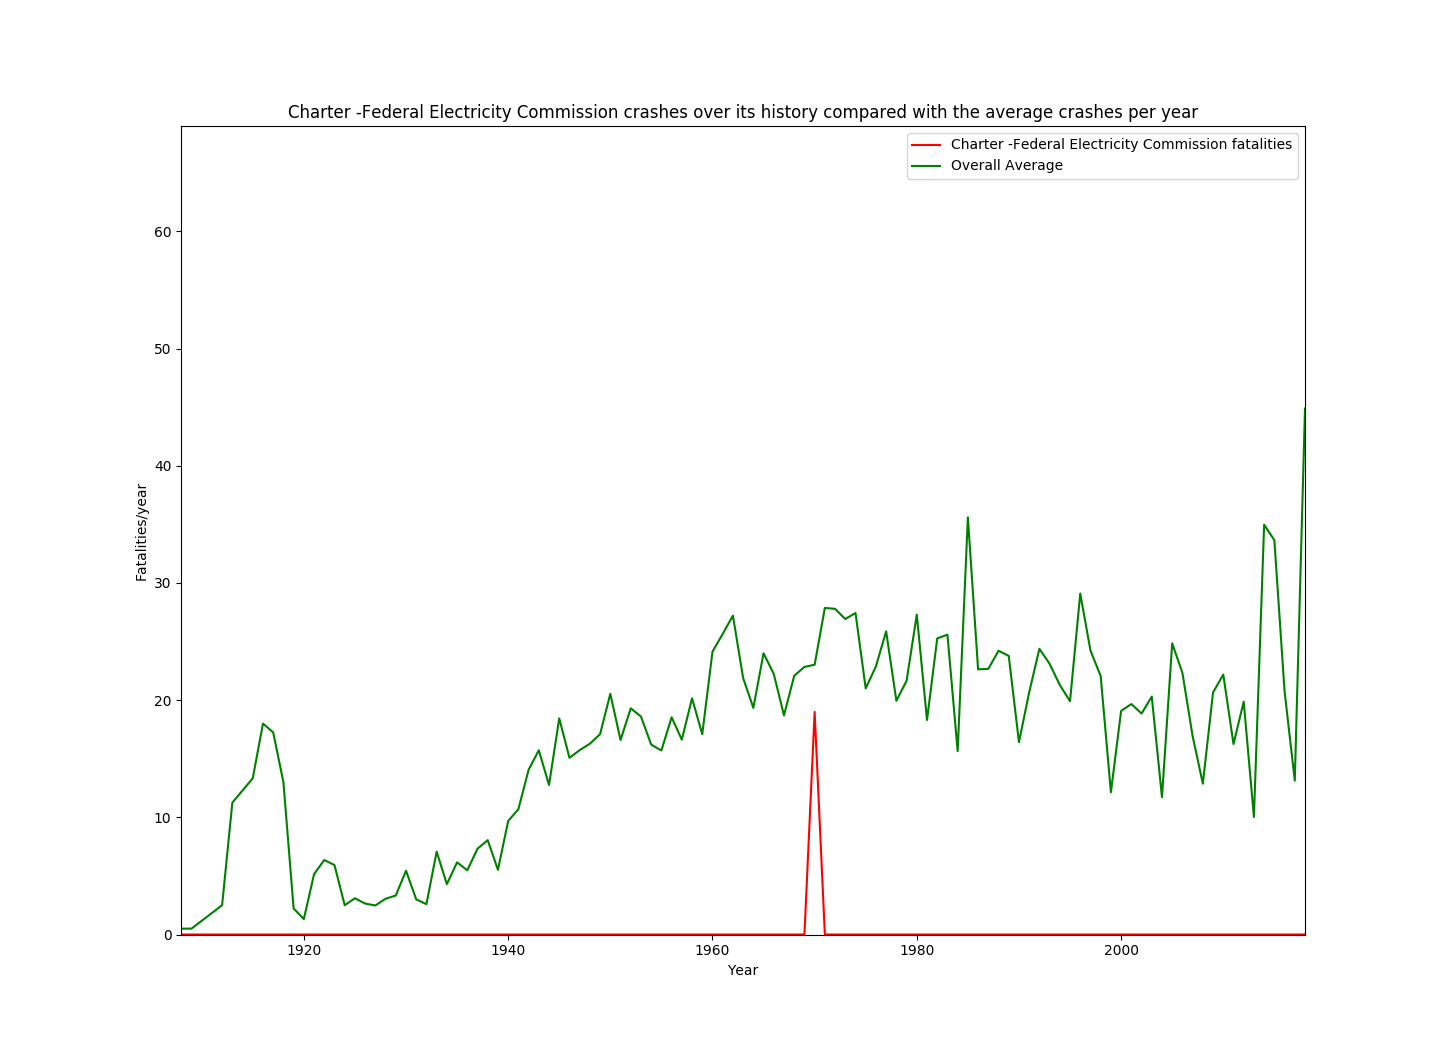 Charter -Federal Electricity Commission crashes over its history compared with the average crashes per year
Charter -Federal Electricity Commission fatalities
Overall Average
Fatalities/year
60
50
40
30
20
10
0
1920
1940
1960
1980
2000
Year